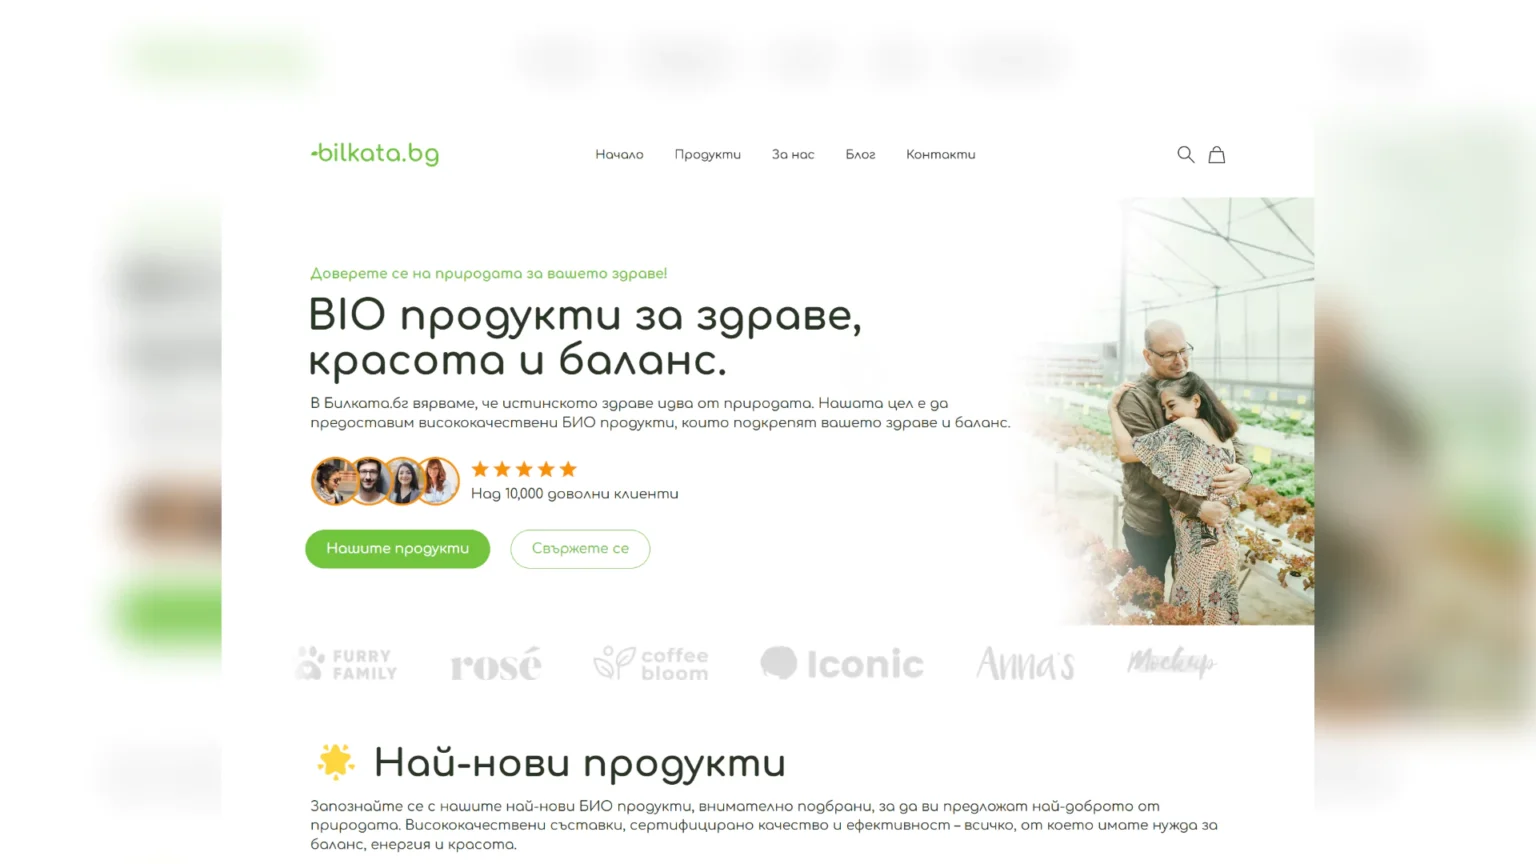 bilkata.bg
Начало Продукти За нас Блог Контакти
Доверете се на природата за вашето здраве!
BIO продукти за здраве,
красота и баланс.
В Билката.бг вярваме, че истинското здраве идва от природата. Нашата цел е да
предоставим висококачествени БИО продукти, които подкрепят вашето здраве и баланс.
Над 10,000 доволни клиенти
Нашите продукти Свържете се
FURRY
FAMILY
rosé
coffee
bloom
Iconic
Anna's
Mockup
Най-нови продукти
Запознайте се с нашите най-нови БИО продукти, внимателно подбрани, за да ви предложат най-доброто от
природата. Висококачествени съставки, сертифицирано качество и ефективност – всичко, от което имате нужда за
баланс, енергия и красота.